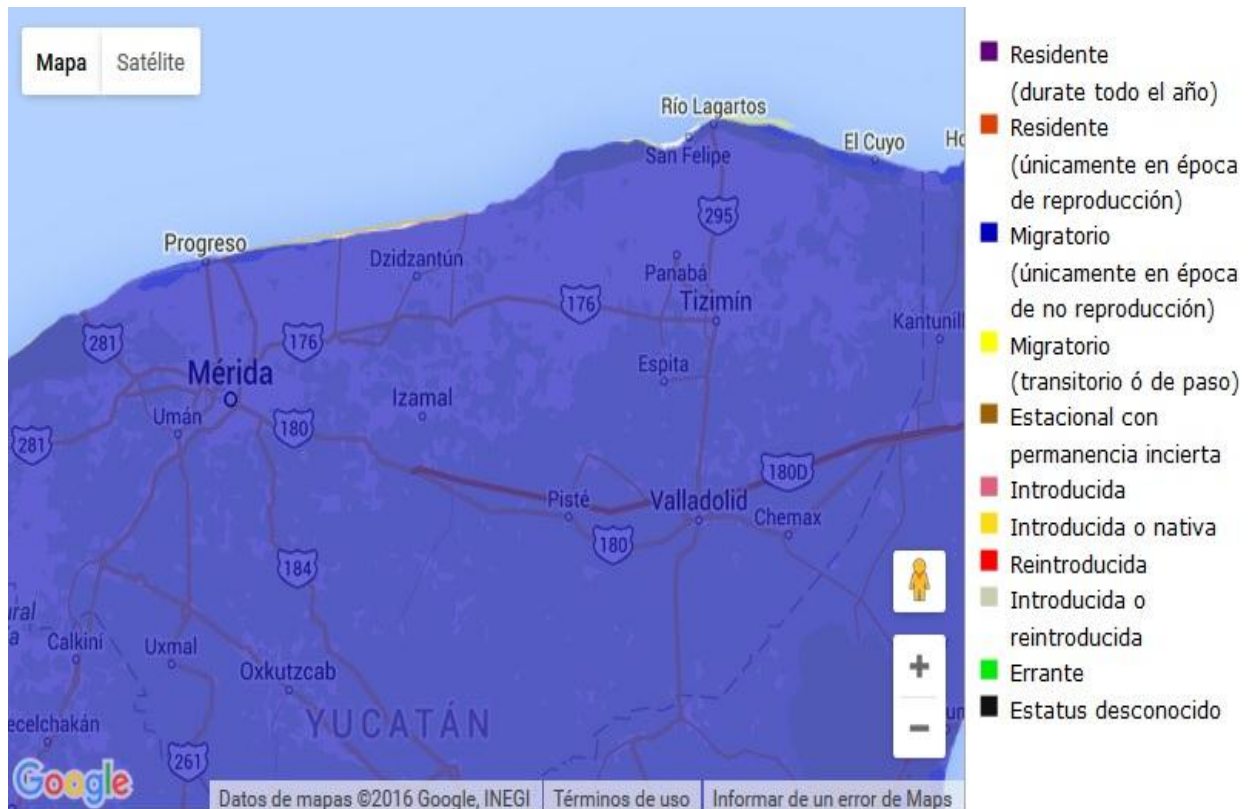 Mapa
Satélite
Río Lagartos
El Cuyo
San Felipe
295
Progreso
Dzidzantún
Panabá
176
Tizimín
Kantunil
281
176
Mérida
Espita
Izamal
Umán
180
281
180D
Pisté
Valladolid
Chemax
180
184
Calkiní
Uxmal
Oxkutzcab
YUCATÁN
ecelchakán
261
Google
Datos de mapas ©2016 Google, INEGI
Términos de uso
Informar de un error de Maps
Residente
(durate todo el año)
Residente
(únicamente en época
de reproducción)
Migratorio
(únicamente en época
de no reproducción)
Migratorio
(transitorio ó de paso)
Estacional con
permanencia incierta
Introducida
Introducida o nativa
Reintroducida
Introducida o
reintroducida
Errante
Estatus desconocido